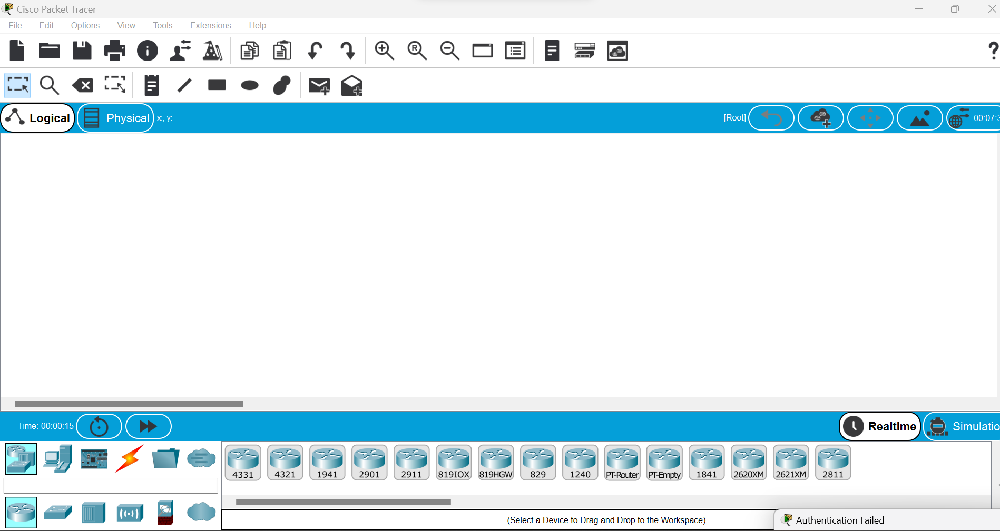 Cisco Packet Tracer
File Edit Options View Tools Extensions Help
R
?
Logical Physical x:, y: [Root] 00:07:3
Time: 00:00:15 Realtime Simulatio
4331 4321 1941 2901 2911 819IOX 819HGW 829 1240 PT-Router PT-Empty 1841 2620XM 2621XM 2811
(Select a Device to Drag and Drop to the Workspace)
Authentication Failed